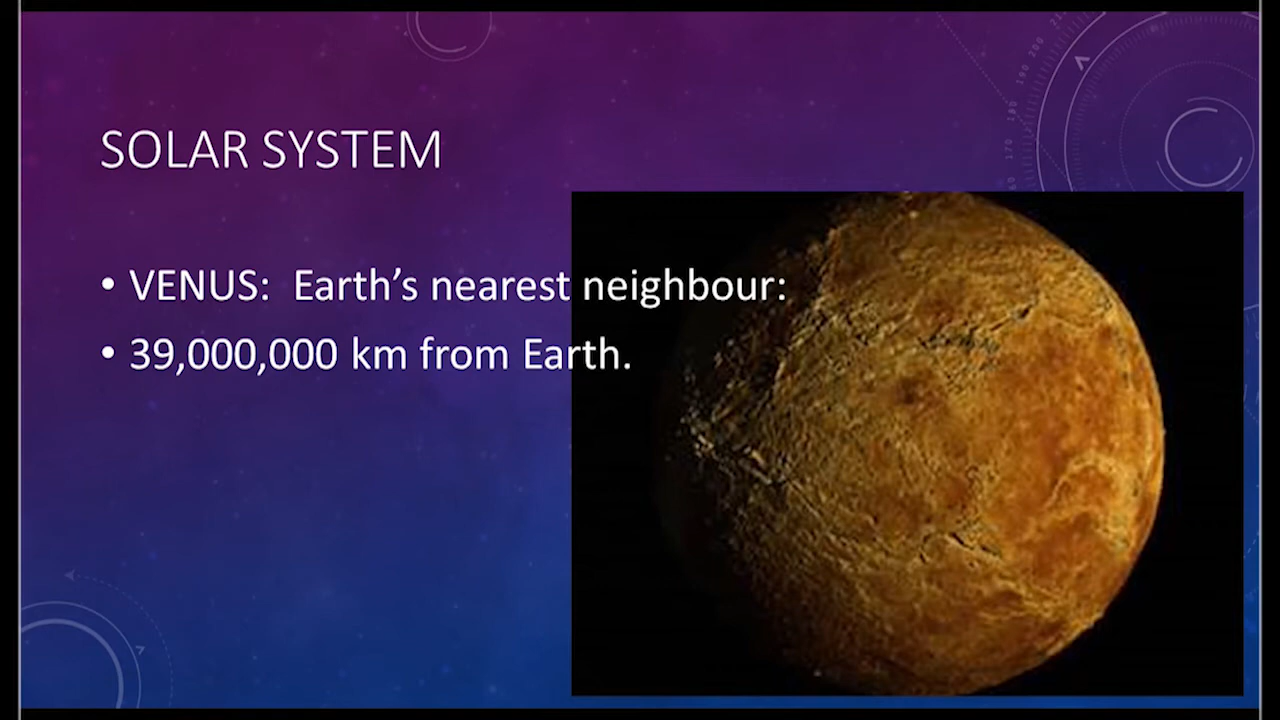 SOLAR SYSTEM
• VENUS:  Earth’s nearest neighbour:
• 39,000,000 km from Earth.